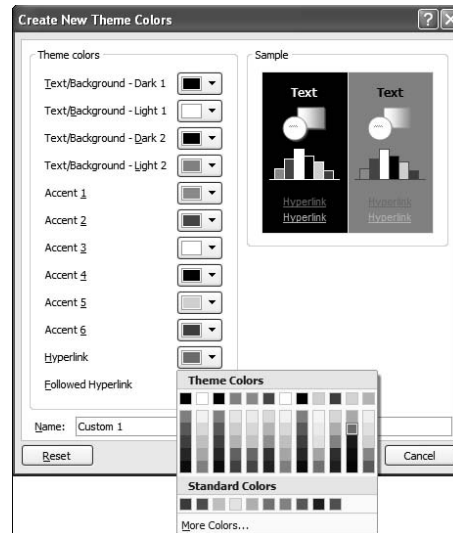 Create New Theme Colors
Theme colors
Sample
Text/Background - Dark 1
Text/Background - Light 1
Text/Background - Dark 2
Text/Background - Light 2
Accent 1
Accent 2
Accent 3
Accent 4
Accent 5
Accent 6
Hyperlink
Followed Hyperlink
Text Text
Hyperlink Hyperlink
Hyperlink Hyperlink
Name: Custom 1
Reset
Cancel
Theme Colors
Standard Colors
More Colors...